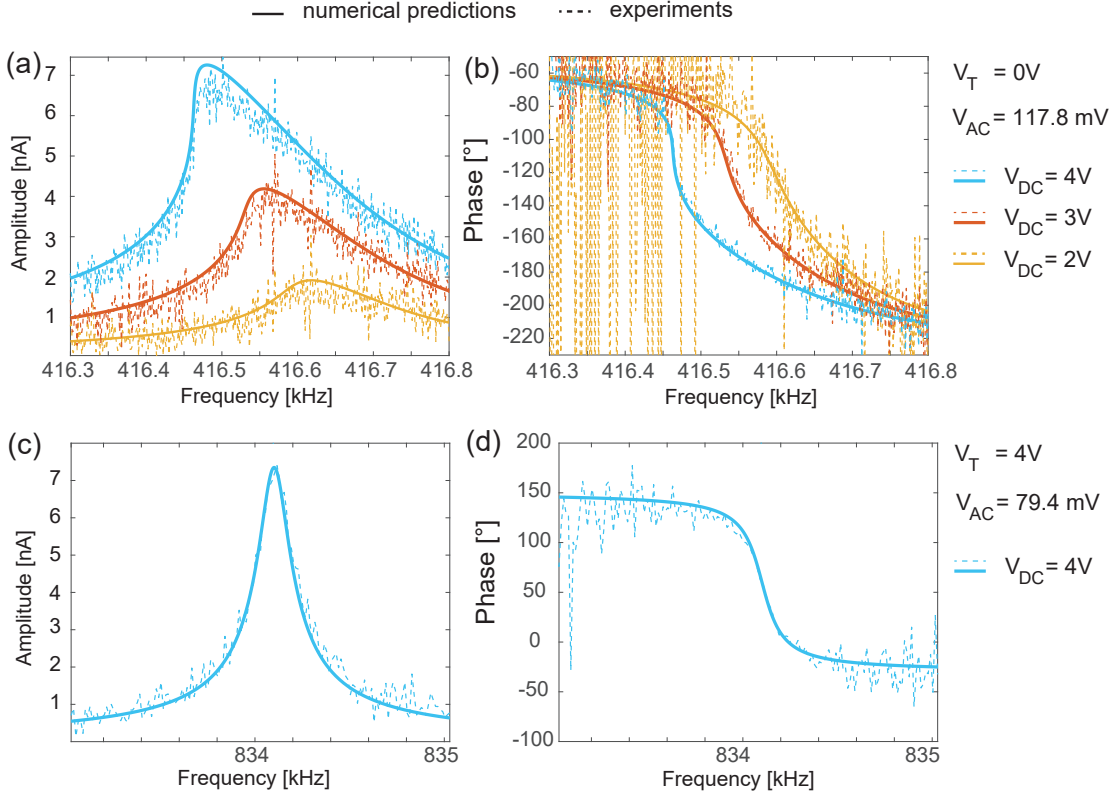 numerical predictions
experiments
(a)
7
6
5
4
3
2
1
Amplitude [nA]
416.3 416.4 416.5 416.6 416.7 416.8
Frequency [kHz]
(b)
-60
-80
-100
-120
-140
-160
-180
-200
-220
Phase [°]
416.3 416.4 416.5 416.6 416.7 416.8
Frequency [kHz]
V_T = 0V
V_AC = 117.8 mV
V_DC = 4V
V_DC = 3V
V_DC = 2V
(c)
7
6
5
4
3
2
1
Amplitude [nA]
834 835
Frequency [kHz]
(d)
200
150
100
50
0
-50
-100
Phase [°]
834 835
Frequency [kHz]
V_T = 4V
V_AC = 79.4 mV
V_DC = 4V